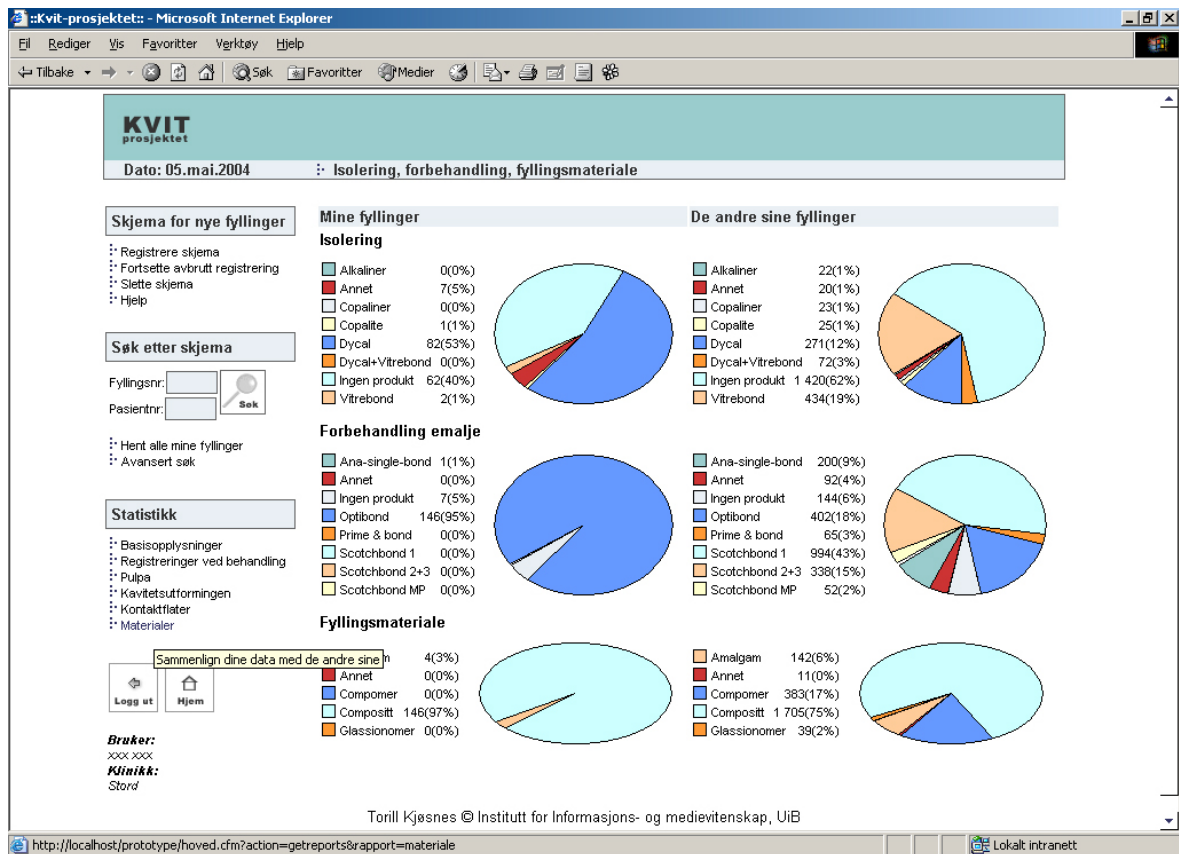 ::Kvit-prosjektet:: - Microsoft Internet Explorer
Fil Rediger Vis Favoritter Verktøy Hjelp
Tilbake Søk Favoritter Medier
KVIT
prosjektet
Dato: 05.mai.2004 Isolering, forbehandling, fyllingsmateriale
Skjema for nye fyllinger
Registrere skjema
Fortsette avbrutt registrering
Slette skjema
Hjelp
Søk etter skjema
Fyllingsnr:
Pasientnr:
Søk
Hent alle mine fyllinger
Avansert søk
Statistikk
Basisopplysninger
Registreringer ved behandling
Pulpa
Kavitetsutformingen
Kontaktflater
Materialer
Sammenlign dine data med de andre sine
Logg ut Hjem
Bruker:
xxx xxx
Klinikk:
Stord
Mine fyllinger
Isolering
Alkaliner 0(0%)
Annet 7(5%)
Copaliner 0(0%)
Copalite 1(1%)
Dycal 82(53%)
Dycal+Vitrebond 0(0%)
Ingen produkt 62(40%)
Vitrebond 2(1%)
Forbehandling emalje
Ana-single-bond 1(1%)
Annet 0(0%)
Ingen produkt 7(5%)
Optibond 146(95%)
Prime & bond 0(0%)
Scotchbond 1 0(0%)
Scotchbond 2+3 0(0%)
Scotchbond MP 0(0%)
Fyllingsmateriale
m 4(3%)
Annet 0(0%)
Compomer 0(0%)
Compositt 146(97%)
Glassionomer 0(0%)
De andre sine fyllinger
Alkaliner 22(1%)
Annet 20(1%)
Copaliner 23(1%)
Copalite 25(1%)
Dycal 271(12%)
Dycal+Vitrebond 72(3%)
Ingen produkt 1 420(62%)
Vitrebond 434(19%)
Ana-single-bond 200(9%)
Annet 92(4%)
Ingen produkt 144(6%)
Optibond 402(18%)
Prime & bond 65(3%)
Scotchbond 1 994(43%)
Scotchbond 2+3 338(15%)
Scotchbond MP 52(2%)
Amalgam 142(6%)
Annet 11(0%)
Compomer 383(17%)
Compositt 1 705(75%)
Glassionomer 39(2%)
Torill Kjøsnes © Institutt for Informasjons- og medievitenskap, UiB
http://localhost/prototype/hoved.cfm?action=getreports&rapport=materiale
Lokalt intranett